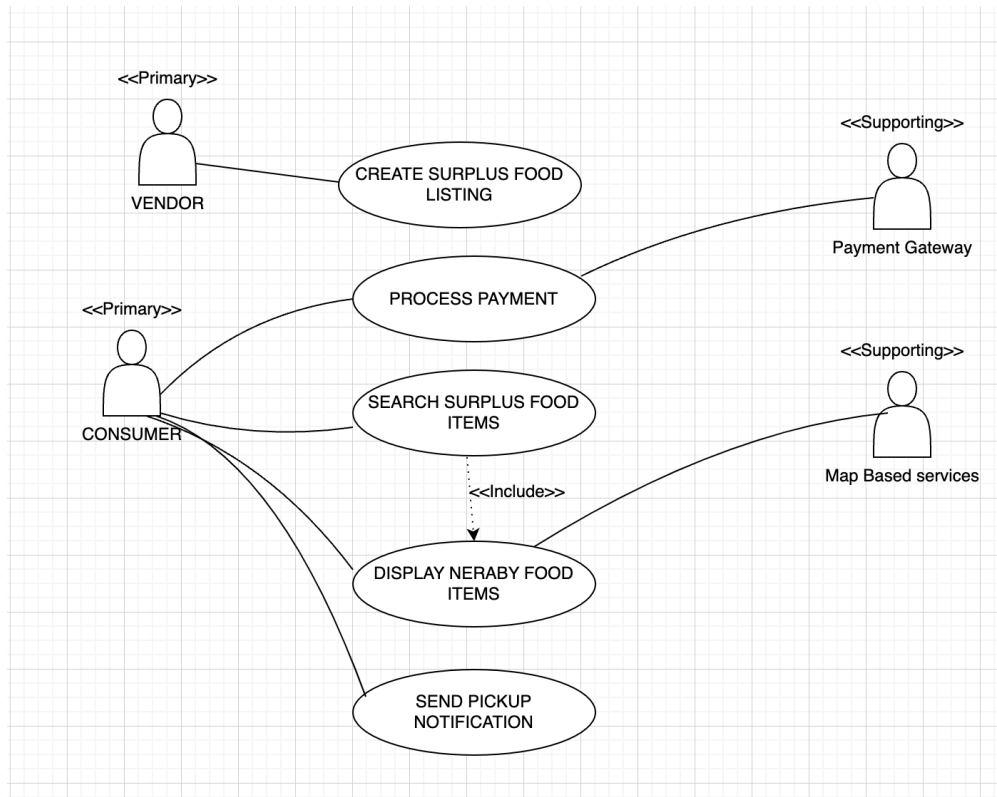 <<Primary>>
VENDOR
CREATE SURPLUS FOOD
LISTING
<<Supporting>>
Payment Gateway
PROCESS PAYMENT
<<Primary>>
CONSUMER
SEARCH SURPLUS FOOD
ITEMS
<<Supporting>>
Map Based services
<<Include>>
DISPLAY NERABY FOOD
ITEMS
SEND PICKUP
NOTIFICATION